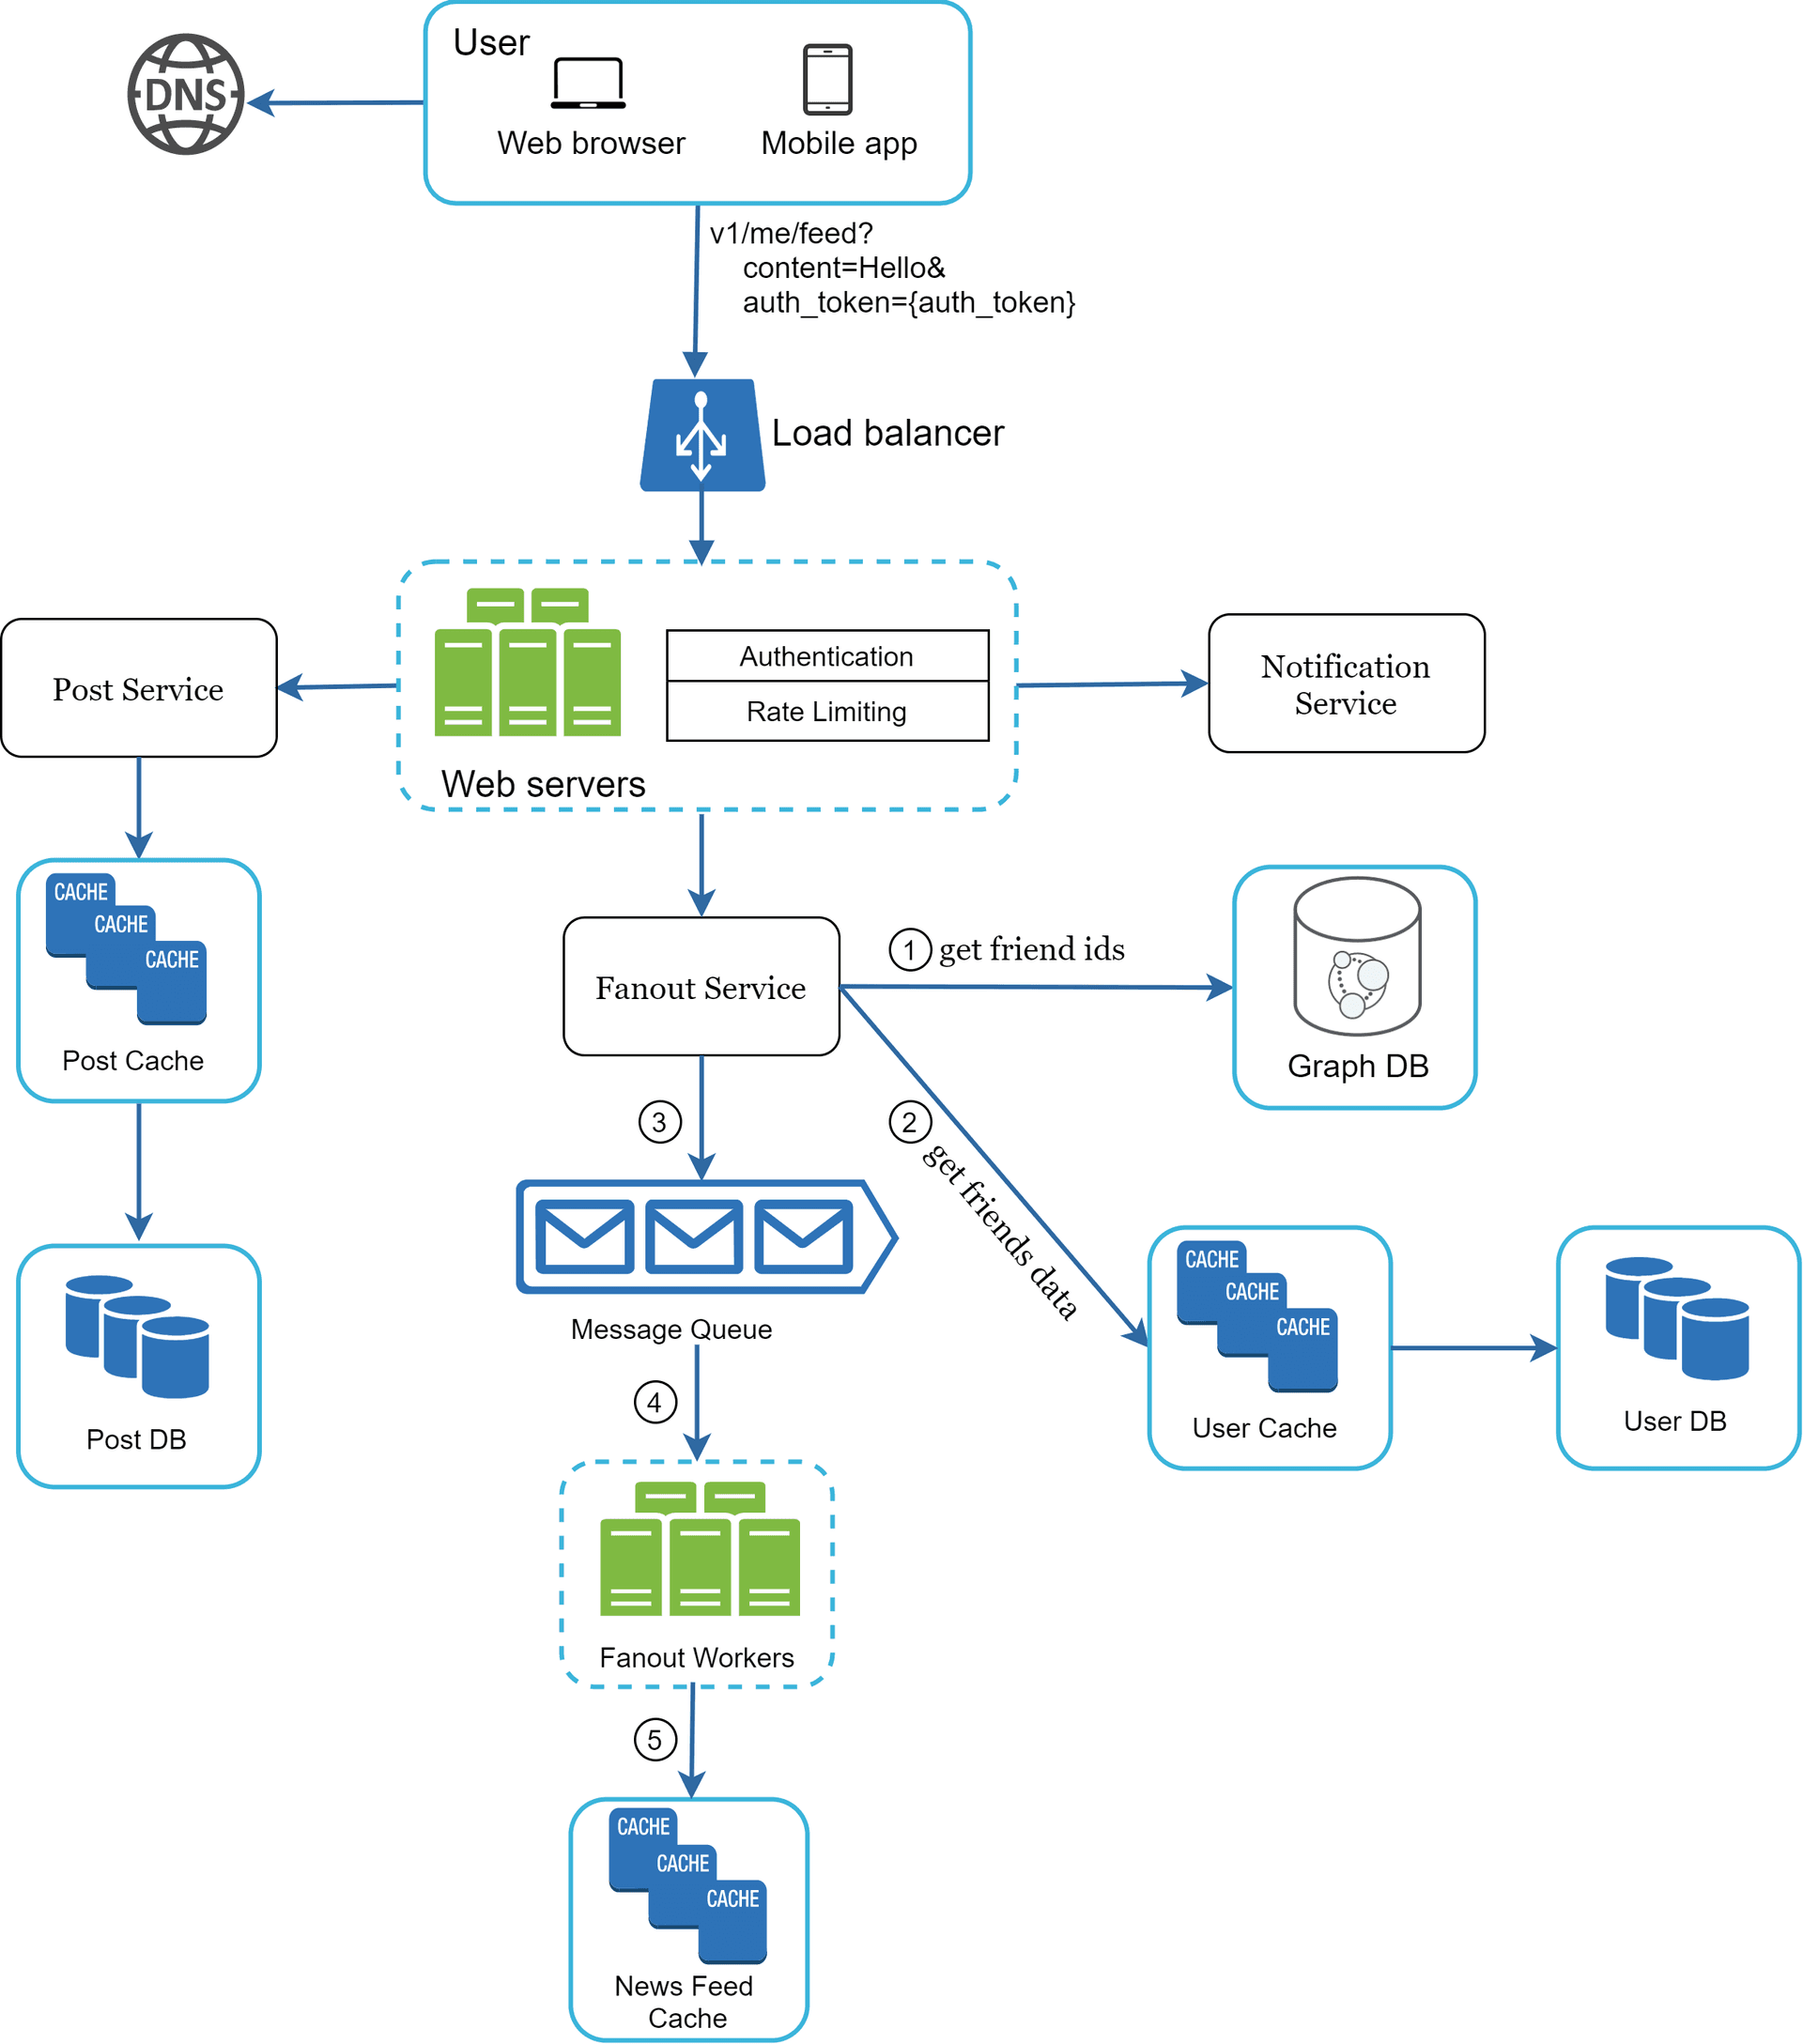 User
DNS
Web browser
Mobile app
v1/me/feed?
content=Hello&
auth_token={auth_token}
Load balancer
Post Service
Authentication
Rate Limiting
Web servers
Notification
Service
CACHE
CACHE
CACHE
Post Cache
Fanout Service
1 get friend ids
Graph DB
3
2 get friends data
Message Queue
CACHE
CACHE
CACHE
User Cache
User DB
Post DB
4
Fanout Workers
5
CACHE
CACHE
CACHE
News Feed
Cache